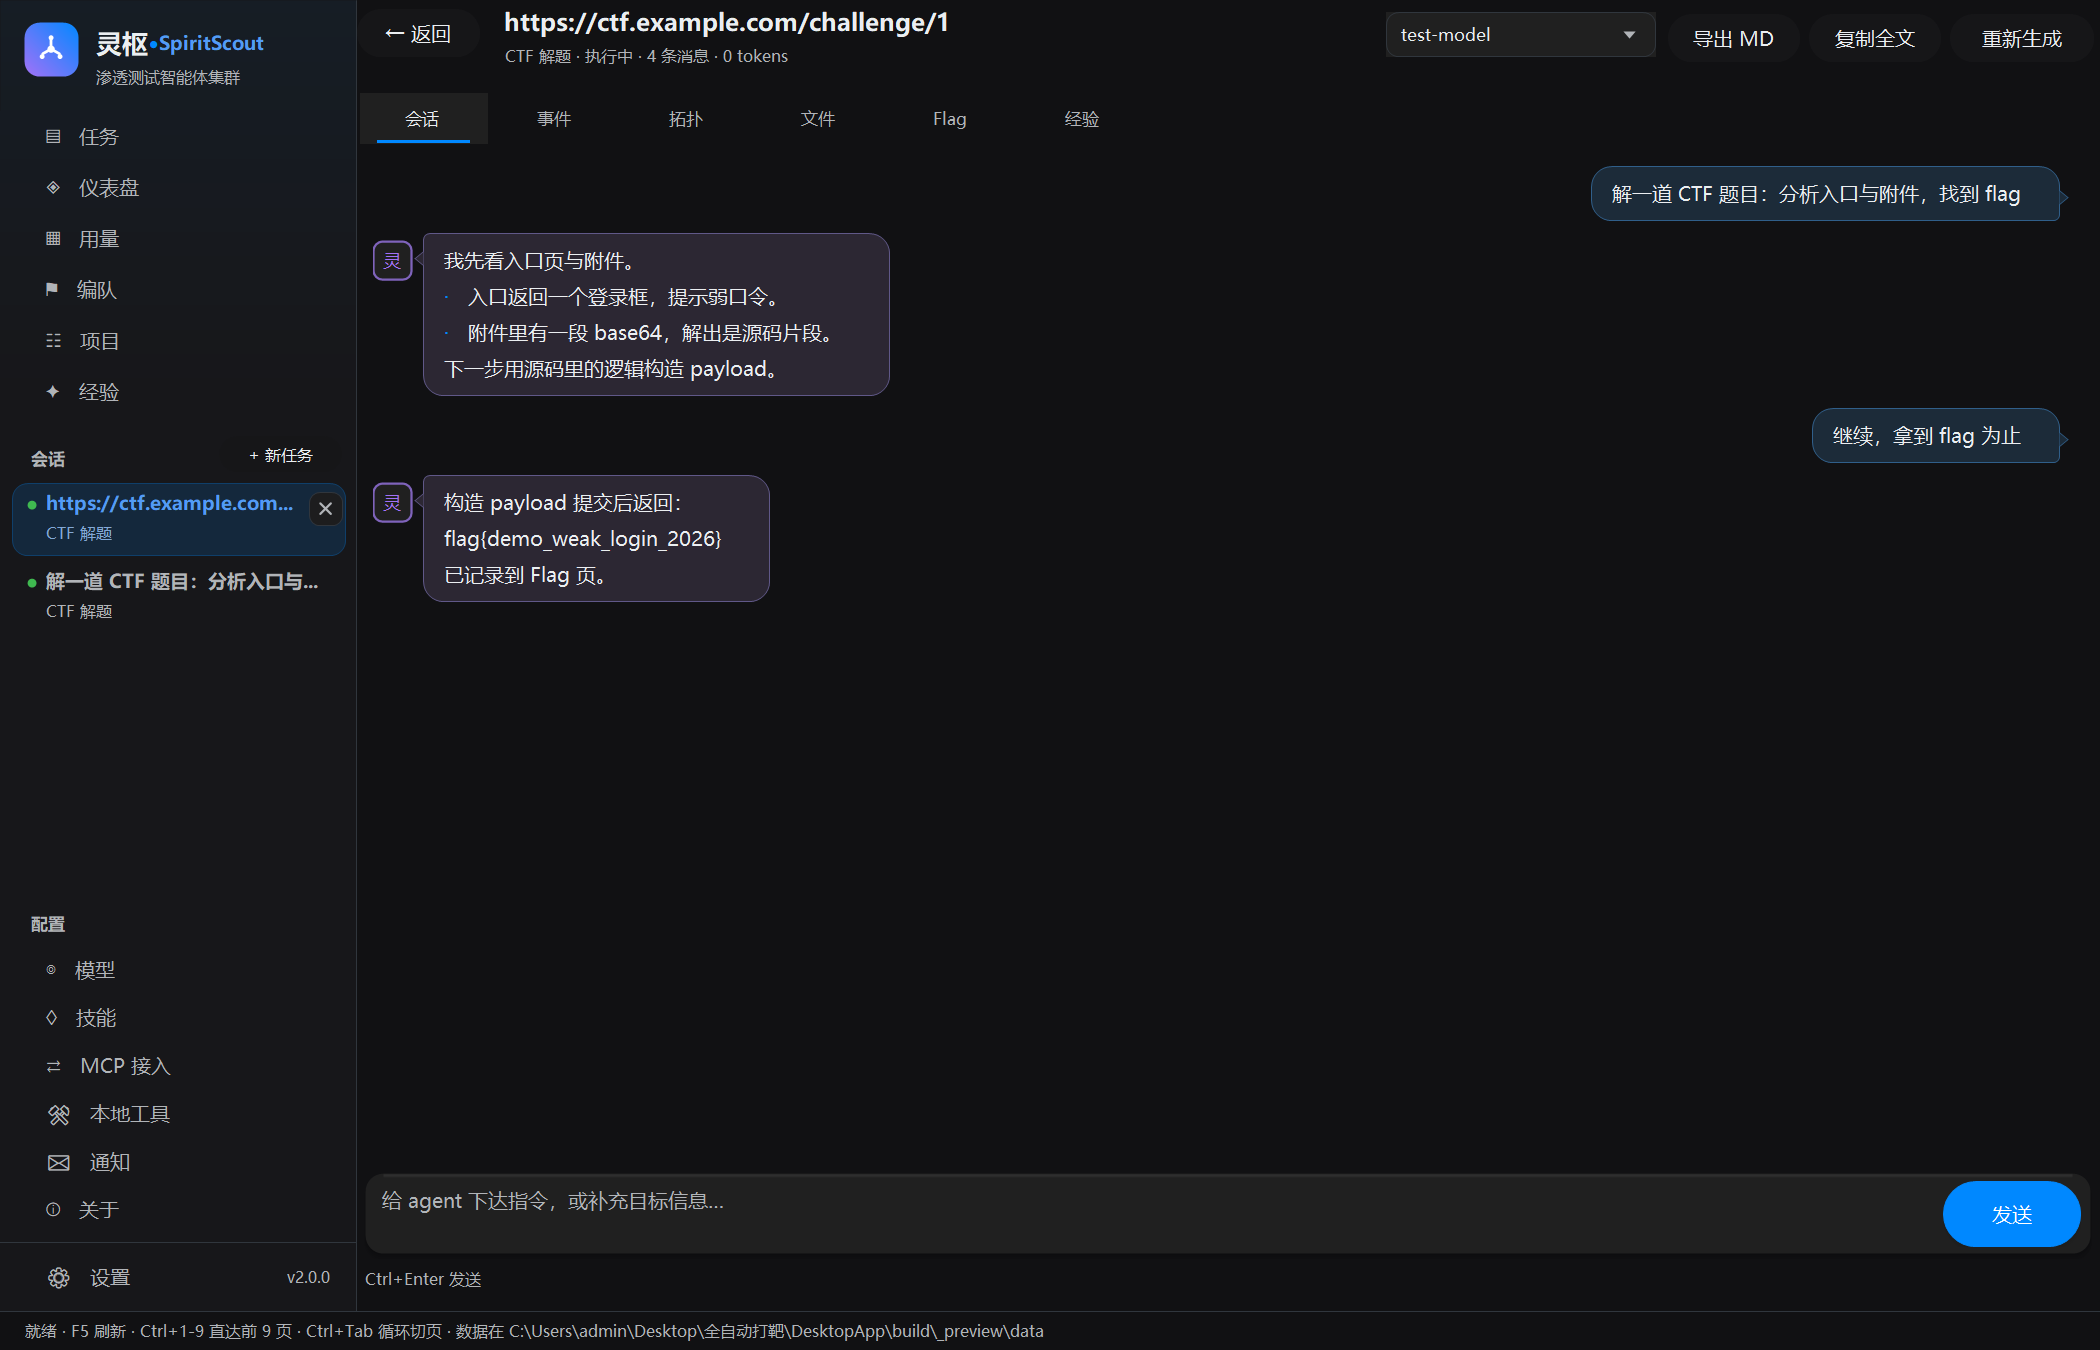 灵枢•SpiritScout
渗透测试智能体集群
任务
仪表盘
用量
编队
项目
经验
会话
+ 新任务
https://ctf.example.com...
CTF 解题
解一道 CTF 题目：分析入口与...
CTF 解题
配置
模型
技能
MCP 接入
本地工具
通知
关于
设置
v2.0.0
← 返回
https://ctf.example.com/challenge/1
CTF 解题 · 执行中 · 4 条消息 · 0 tokens
test-model
导出 MD
复制全文
重新生成
会话
事件
拓扑
文件
Flag
经验
解一道 CTF 题目：分析入口与附件，找到 flag
灵
我先看入口页与附件。
· 入口返回一个登录框，提示弱口令。
· 附件里有一段 base64，解出是源码片段。
下一步用源码里的逻辑构造 payload。
继续，拿到 flag 为止
灵
构造 payload 提交后返回：
flag{demo_weak_login_2026}
已记录到 Flag 页。
给 agent 下达指令，或补充目标信息...
发送
Ctrl+Enter 发送
就绪 · F5 刷新 · Ctrl+1-9 直达前 9 页 · Ctrl+Tab 循环切页 · 数据在 C:\Users\admin\Desktop\全自动打靶\DesktopApp\build\_preview\data